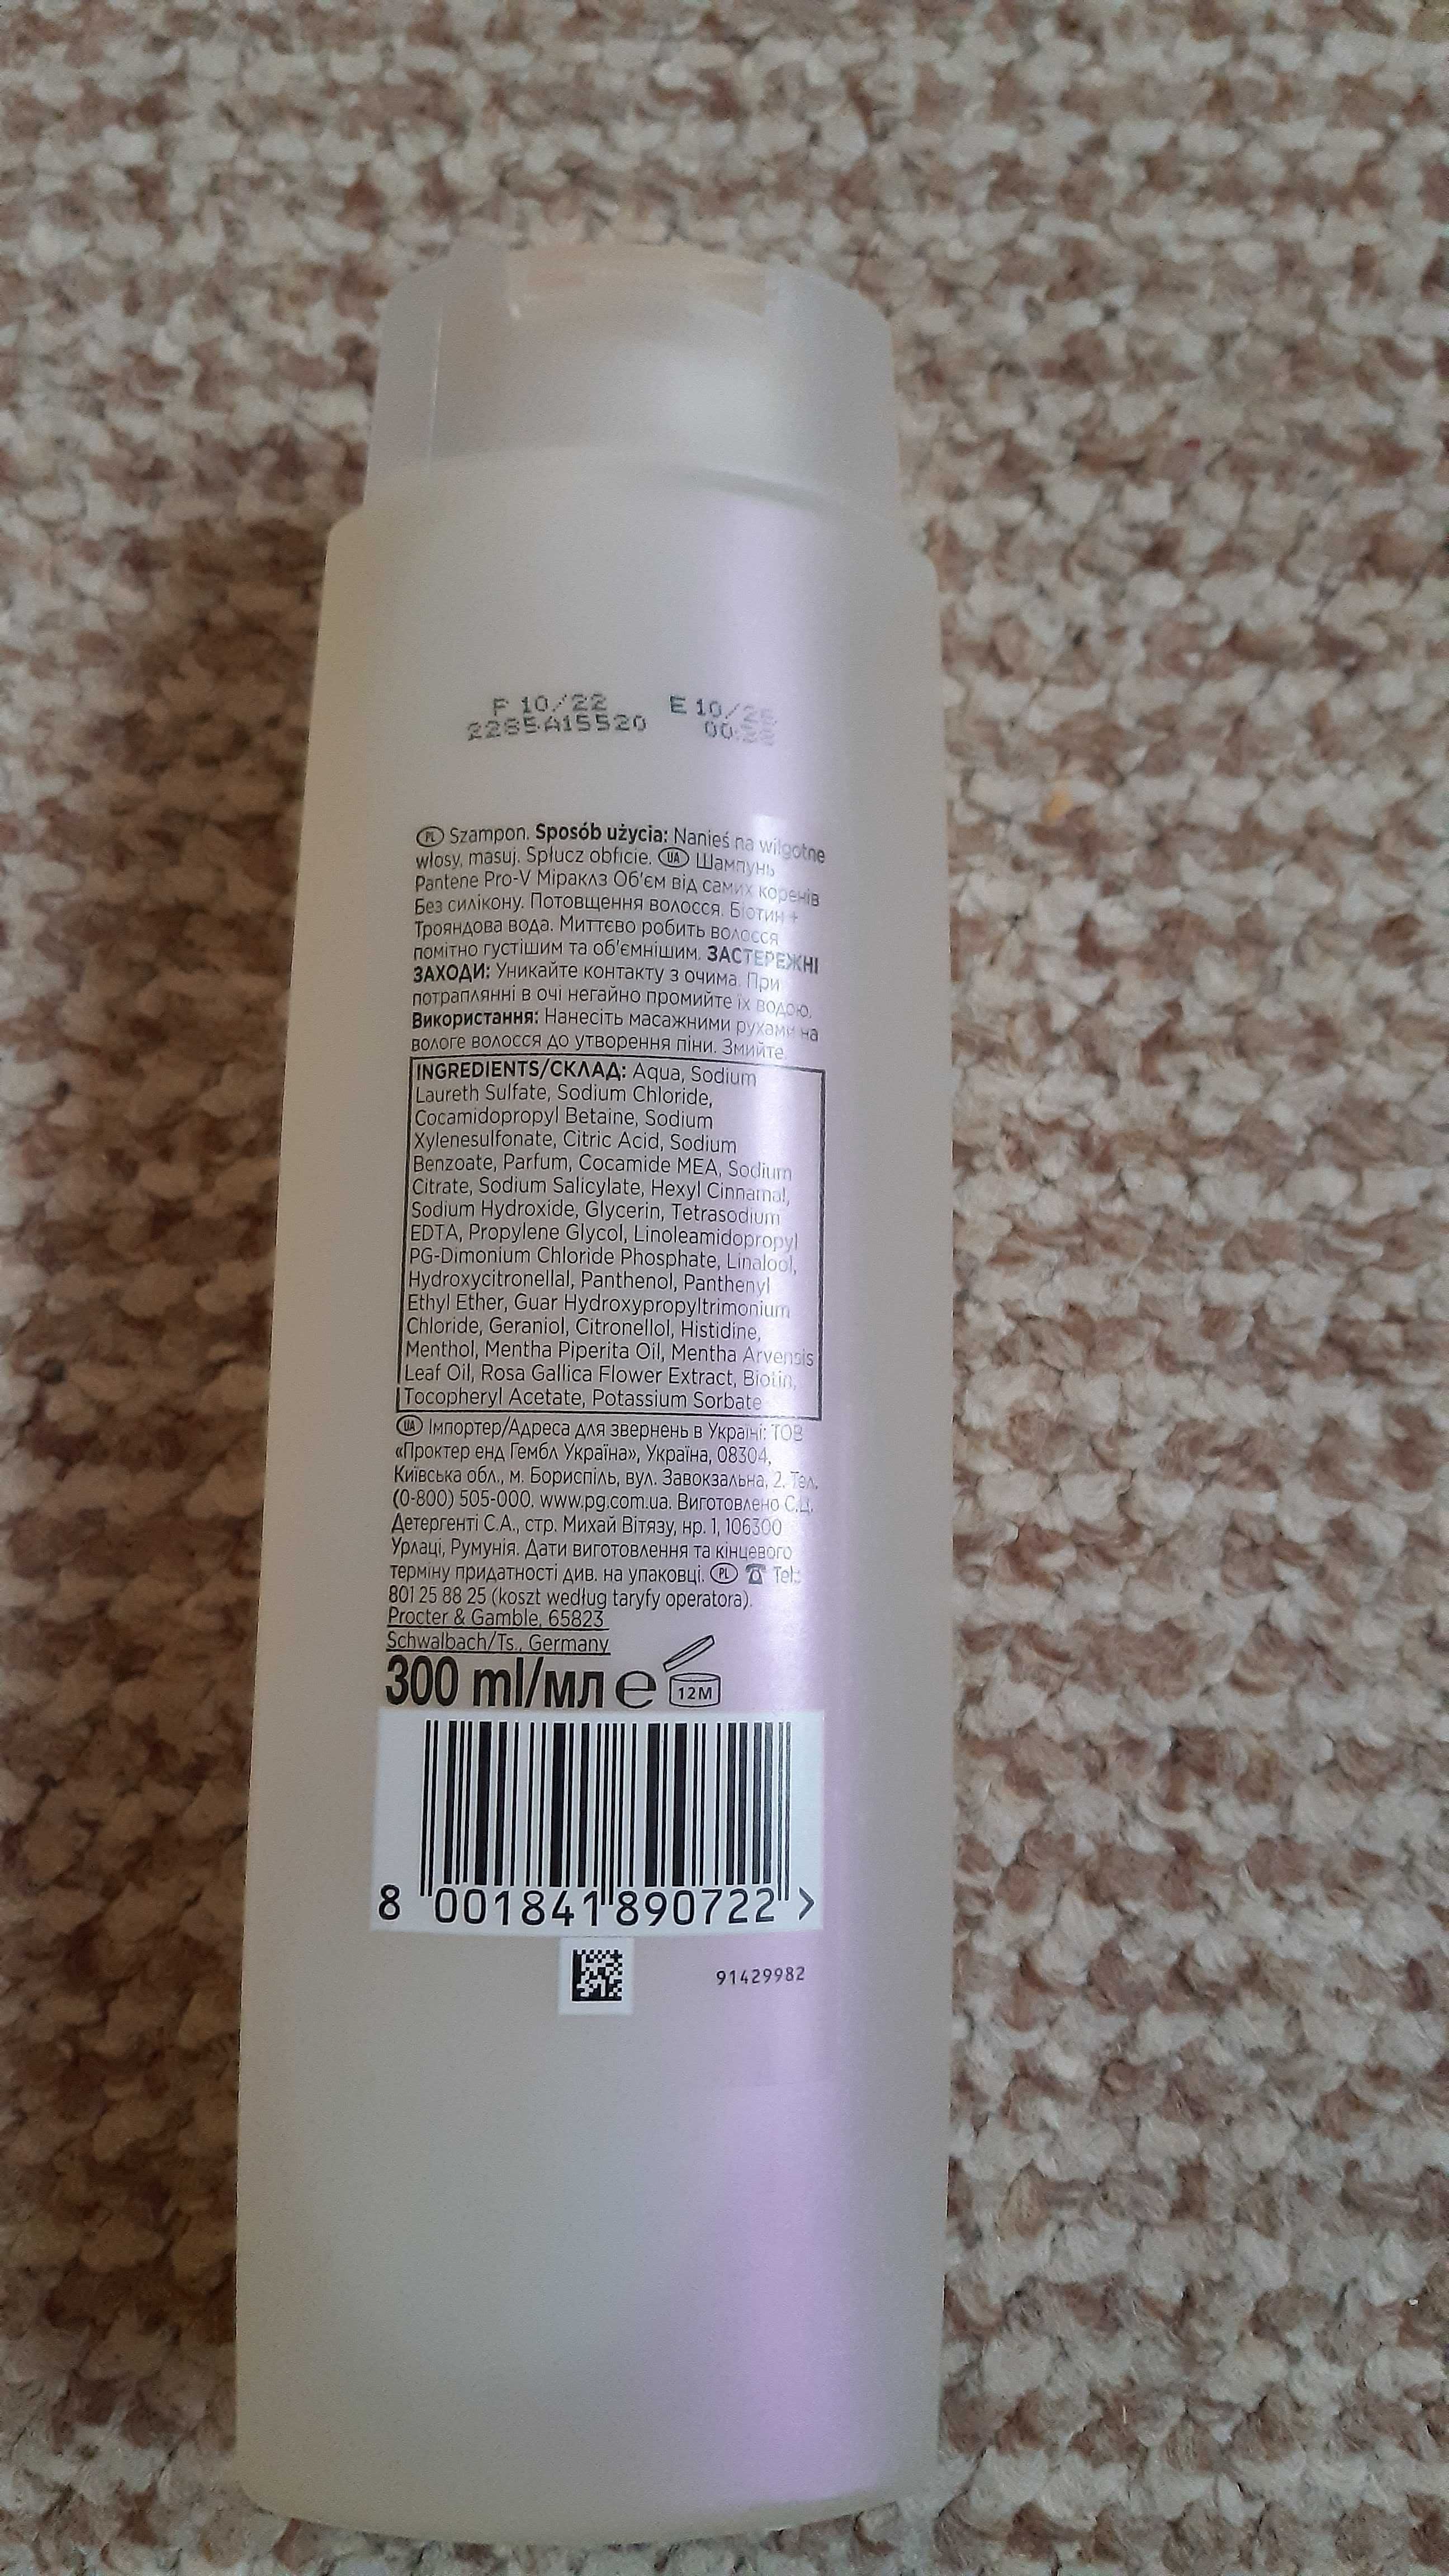 F 10/22 E 10/25
2285A15520 00:28
PL Szampon. Sposób użycia: Nanieś na wilgotne
włosy, masuj. Spłucz obficie. UA Шампунь
Pantene Pro-V Міраклз Об'єм від самих коренів
Без силікону. Потовщення волосся. Біотин +
Трояндова вода. Миттєво робить волосся
помітно густішим та об'ємнішим. ЗАСТЕРЕЖНІ
ЗАХОДИ: Уникайте контакту з очима. При
потраплянні в очі негайно промийте їх водою.
Використання: Нанесіть масажними рухами на
вологе волосся до утворення піни. Змийте.
INGREDIENTS/СКЛАД: Aqua, Sodium
Laureth Sulfate, Sodium Chloride,
Cocamidopropyl Betaine, Sodium
Xylenesulfonate, Citric Acid, Sodium
Benzoate, Parfum, Cocamide MEA, Sodium
Citrate, Sodium Salicylate, Hexyl Cinnamal,
Sodium Hydroxide, Glycerin, Tetrasodium
EDTA, Propylene Glycol, Linoleamidopropyl
PG-Dimonium Chloride Phosphate, Linalool,
Hydroxycitronellal, Panthenol, Panthenyl
Ethyl Ether, Guar Hydroxypropyltrimonium
Chloride, Geraniol, Citronellol, Histidine,
Menthol, Mentha Piperita Oil, Mentha Arvensis
Leaf Oil, Rosa Gallica Flower Extract, Biotin,
Tocopheryl Acetate, Potassium Sorbate
UA Імпортер/Адреса для звернень в Україні: ТОВ
«Проктер енд Гембл Україна», Україна, 08304,
Київська обл., м. Бориспіль, вул. Завокзальна, 2. Тел.
(0-800) 505-000. www.pg.com.ua. Виготовлено С.Ц.
Детергенті С.А., стр. Михай Вітязу, нр. 1, 106300
Урлаці, Румунія. Дати виготовлення та кінцевого
терміну придатності див. на упаковці. PL ☎ Tel.:
801 25 88 25 (koszt według taryfy operatora).
Procter & Gamble, 65823
Schwalbach/Ts., Germany
300 ml/мл e 12M
8 001841 890722 >
91429982